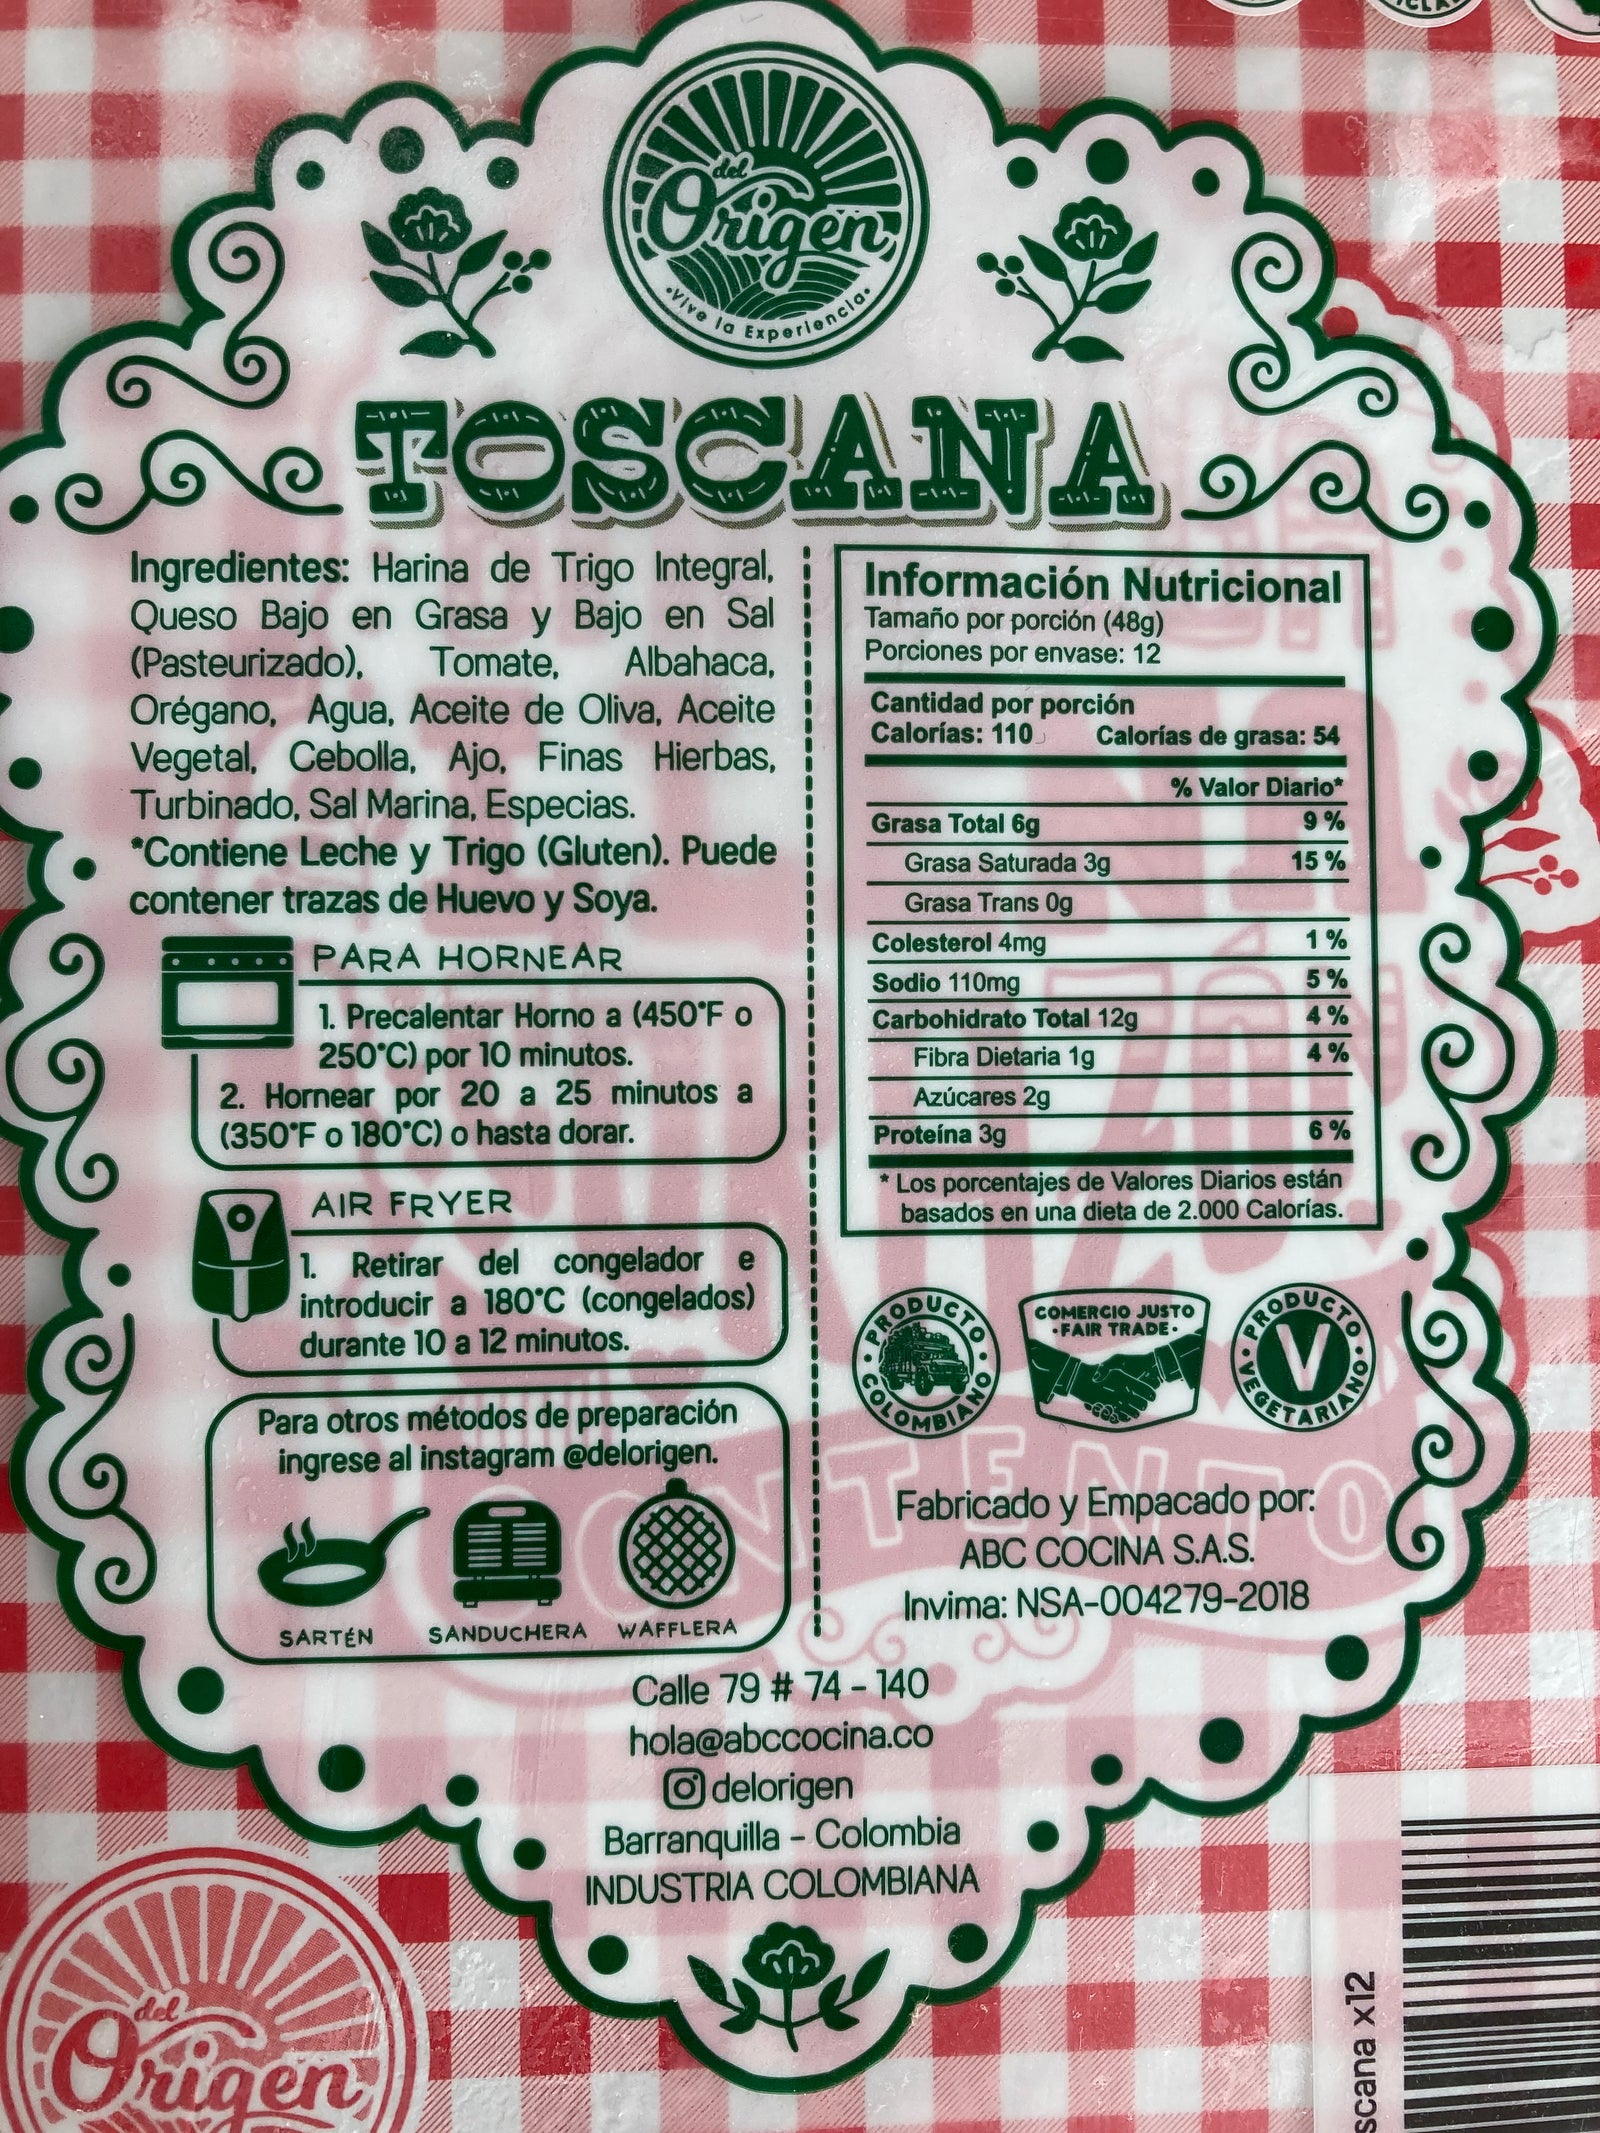 del
Origen
• Vive la Experiencia •
TOSCANA
Ingredientes: Harina de Trigo Integral,
Queso Bajo en Grasa y Bajo en Sal
(Pasteurizado), Tomate, Albahaca,
Orégano, Agua, Aceite de Oliva, Aceite
Vegetal, Cebolla, Ajo, Finas Hierbas,
Turbinado, Sal Marina, Especias.
*Contiene Leche y Trigo (Gluten). Puede
contener trazas de Huevo y Soya.
PARA HORNEAR
1. Precalentar Horno a (450°F o
250°C) por 10 minutos.
2. Hornear por 20 a 25 minutos a
(350°F o 180°C) o hasta dorar.
AIR FRYER
1. Retirar del congelador e
introducir a 180°C (congelados)
durante 10 a 12 minutos.
Para otros métodos de preparación
ingrese al instagram @delorigen.
SARTÉN SANDUCHERA WAFFLERA
Información Nutricional
Tamaño por porción (48g)
Porciones por envase: 12
Cantidad por porción
Calorías: 110 Calorías de grasa: 54
% Valor Diario*
Grasa Total 6g 9 %
Grasa Saturada 3g 15 %
Grasa Trans 0g
Colesterol 4mg 1 %
Sodio 110mg 5 %
Carbohidrato Total 12g 4 %
Fibra Dietaria 1g 4 %
Azúcares 2g
Proteína 3g 6 %
* Los porcentajes de Valores Diarios están
basados en una dieta de 2.000 Calorías.
• PRODUCTO • COLOMBIANO
COMERCIO JUSTO
• FAIR TRADE •
• PRODUCTO • VEGETARIANO
V
CONTENTO
Fabricado y Empacado por:
ABC COCINA S.A.S.
Invima: NSA-004279-2018
Calle 79 # 74 - 140
hola@abccocina.co
delorigen
Barranquilla - Colombia
INDUSTRIA COLOMBIANA
del
Origen
scana x12